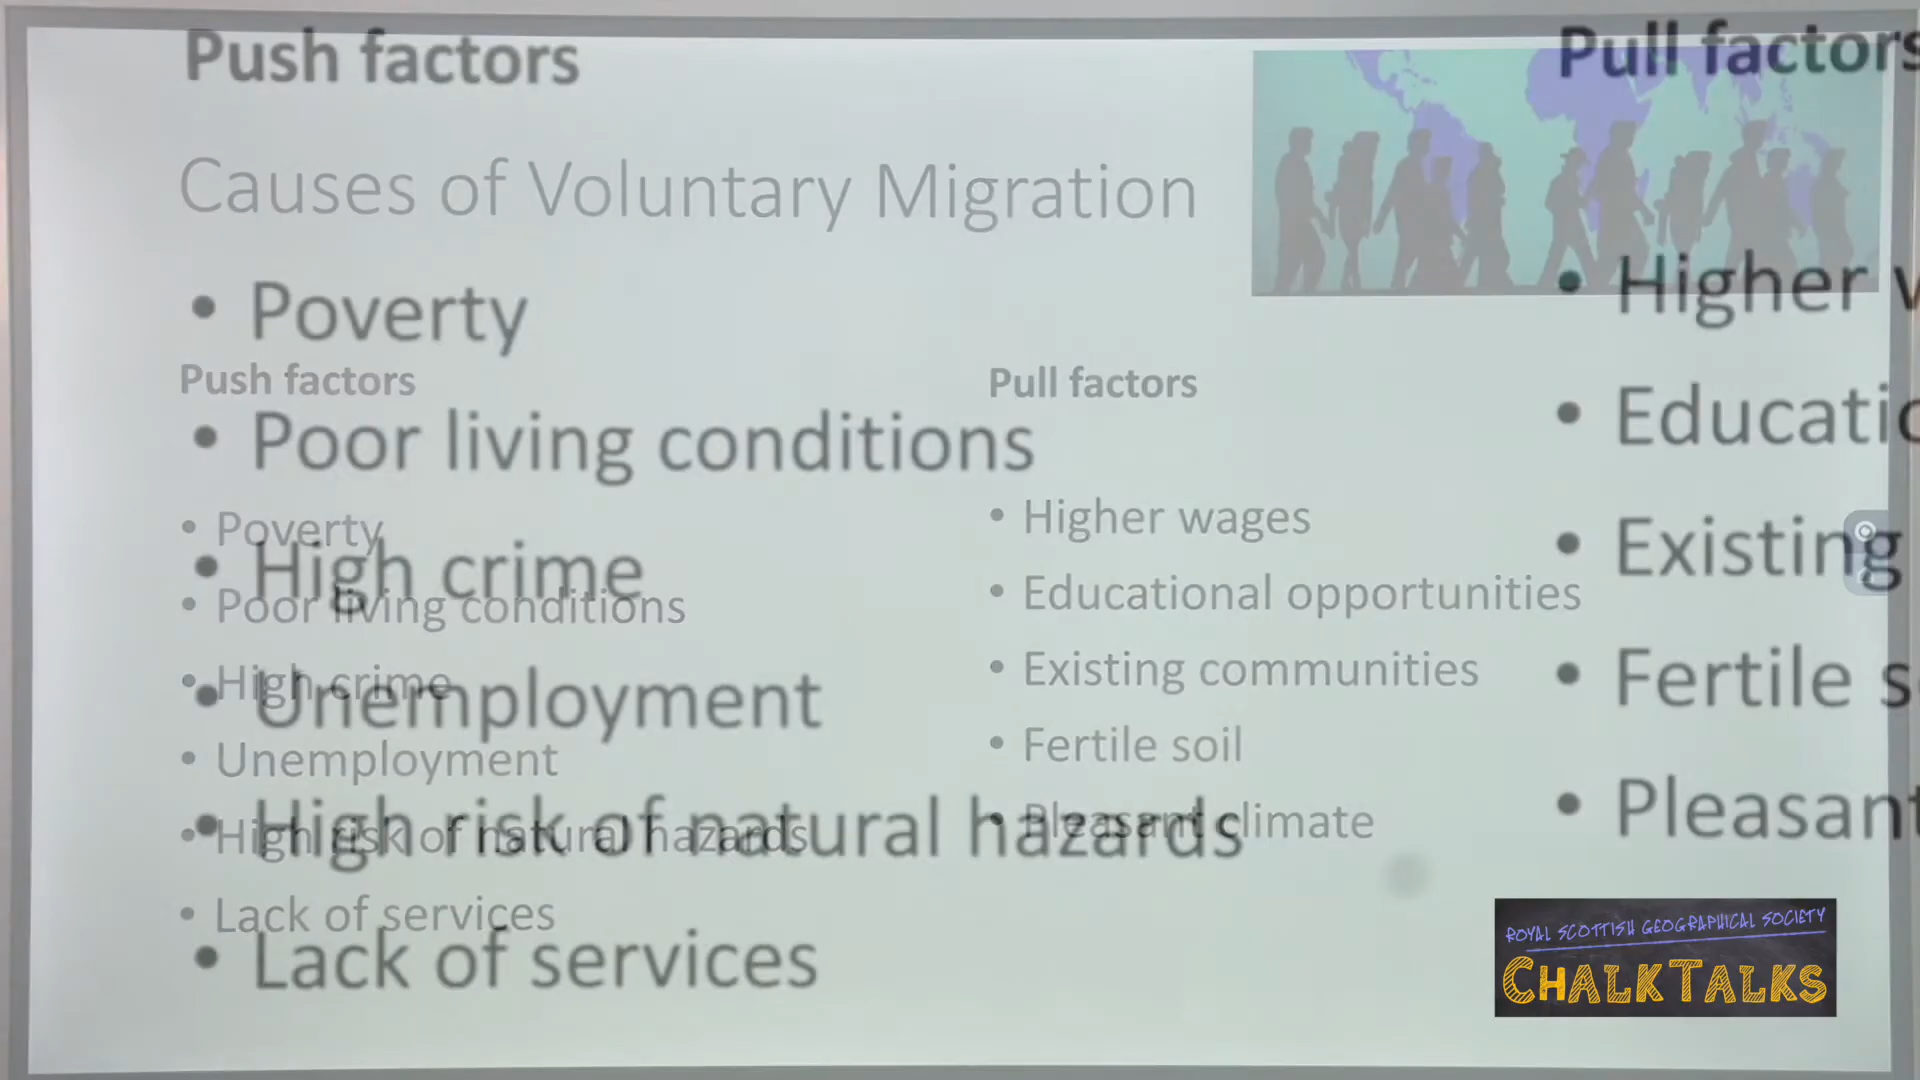 Push factors
Pull factors
Causes of Voluntary Migration
• Poverty
• Higher
• Poor living conditions
• High crime
• Existing
• Unemployment
• Fertile
• High risk of natural hazards
• Pleasant
• Lack of services
Push factors
• Poverty
• Poor living conditions
• High crime
• Unemployment
• High risk of natural hazards
• Lack of services
Pull factors
• Higher wages
• Educational opportunities
• Existing communities
• Fertile soil
• Pleasant climate
ROYAL SCOTTISH GEOGRAPHICAL SOCIETY
CHALKTALKS